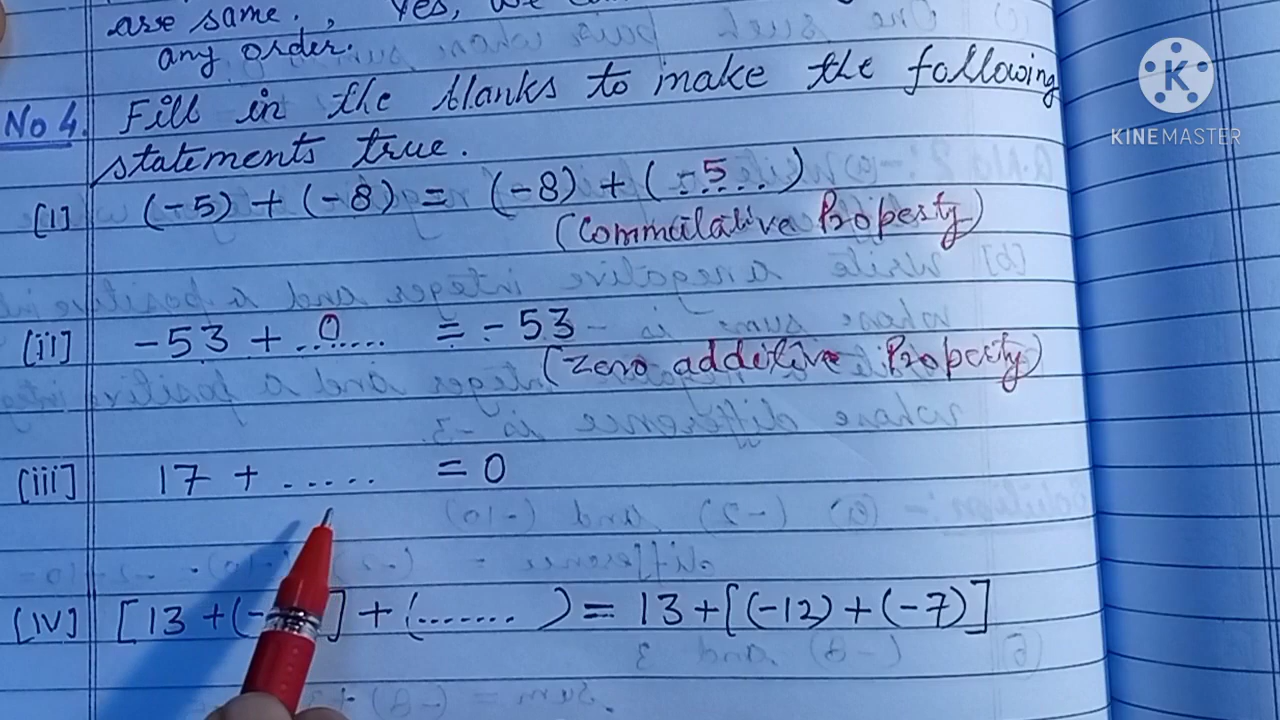 are same., Yes, we
any order.
No 4. Fill in the blanks to make the following
statements true.
(i) (-5) + (-8) = (-8) + (.-5....)
(Commulative Property)
(ii) -53 + ..0..... = -53
(Zero additive Property)
(iii) 17 + ..... = 0
(iv) [13 + (- ] + (....... ) = 13 + [(-12) + (-7)]
K
KINEMASTER